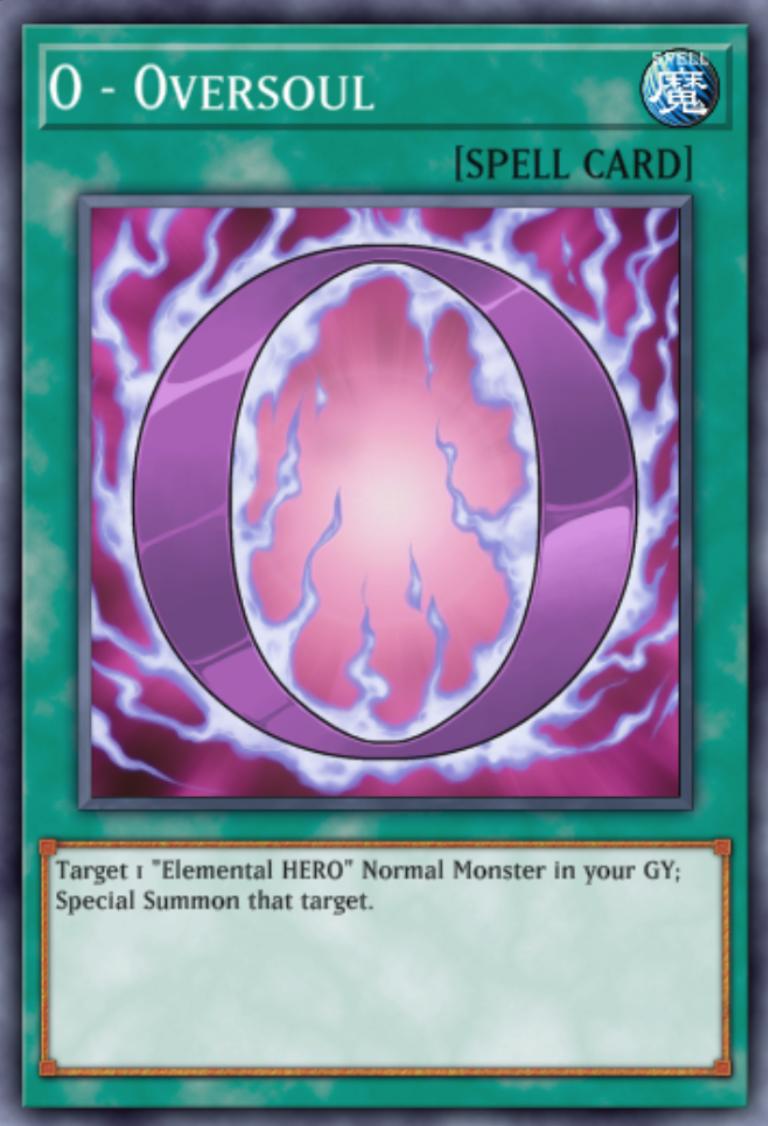 O - Oversoul
SPELL
魔
[SPELL CARD]
O
Target 1 "Elemental HERO" Normal Monster in your GY;
Special Summon that target.